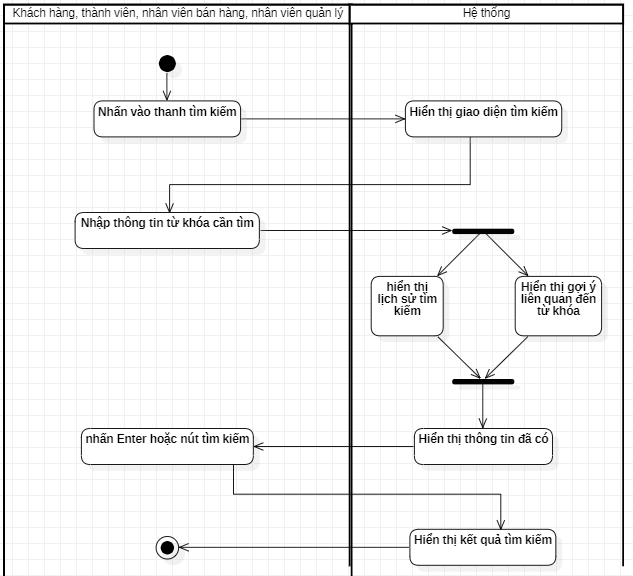 Khách hàng, thành viên, nhân viên bán hàng, nhân viên quản lý
Hệ thống
Nhấn vào thanh tìm kiếm
Hiển thị giao diện tìm kiếm
Nhập thông tin từ khóa cần tìm
hiển thị
lịch sử tìm
kiếm
Hiển thị gợi ý
liên quan đến
từ khóa
Hiển thị thông tin đã có
nhấn Enter hoặc nút tìm kiếm
Hiển thị kết quả tìm kiếm